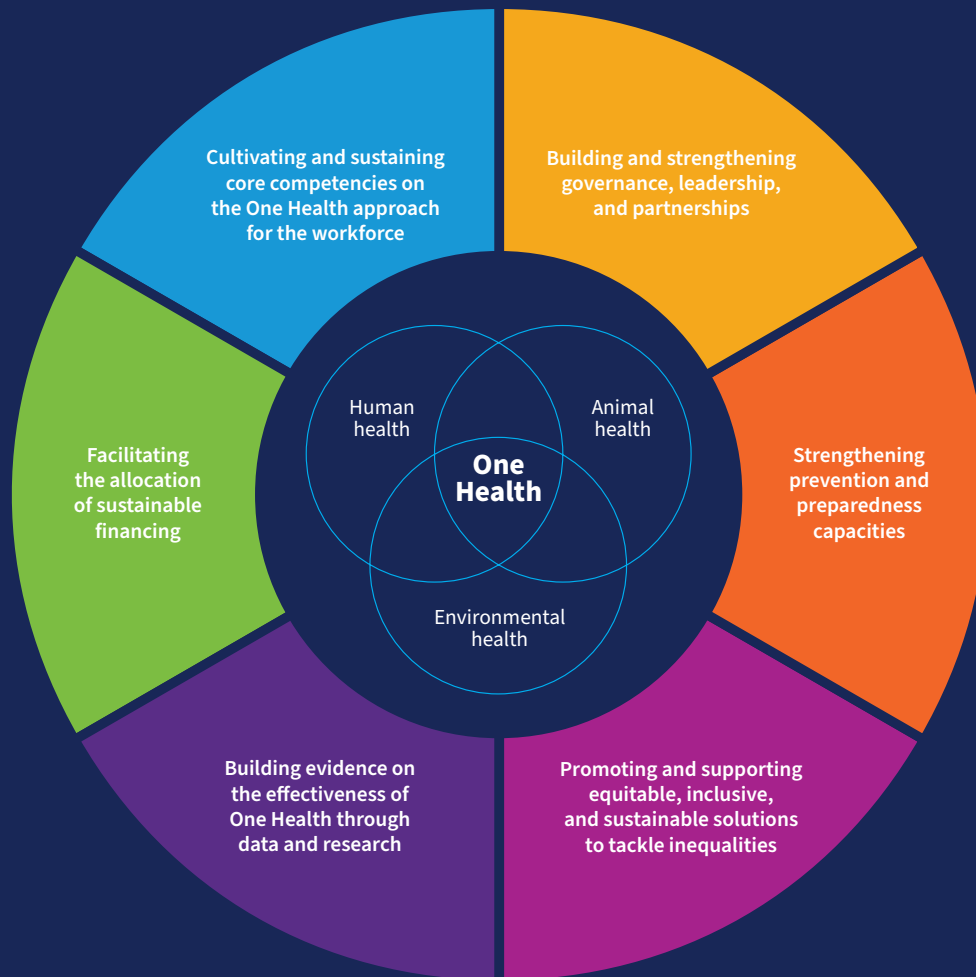 Cultivating and sustaining
core competencies on
the One Health approach
for the workforce
Building and strengthening
governance, leadership,
and partnerships
Human
health
Animal
health
One
Health
Environmental
health
Facilitating
the allocation
of sustainable
financing
Strengthening
prevention and
preparedness
capacities
Building evidence on
the effectiveness of
One Health through
data and research
Promoting and supporting
equitable, inclusive,
and sustainable solutions
to tackle inequalities